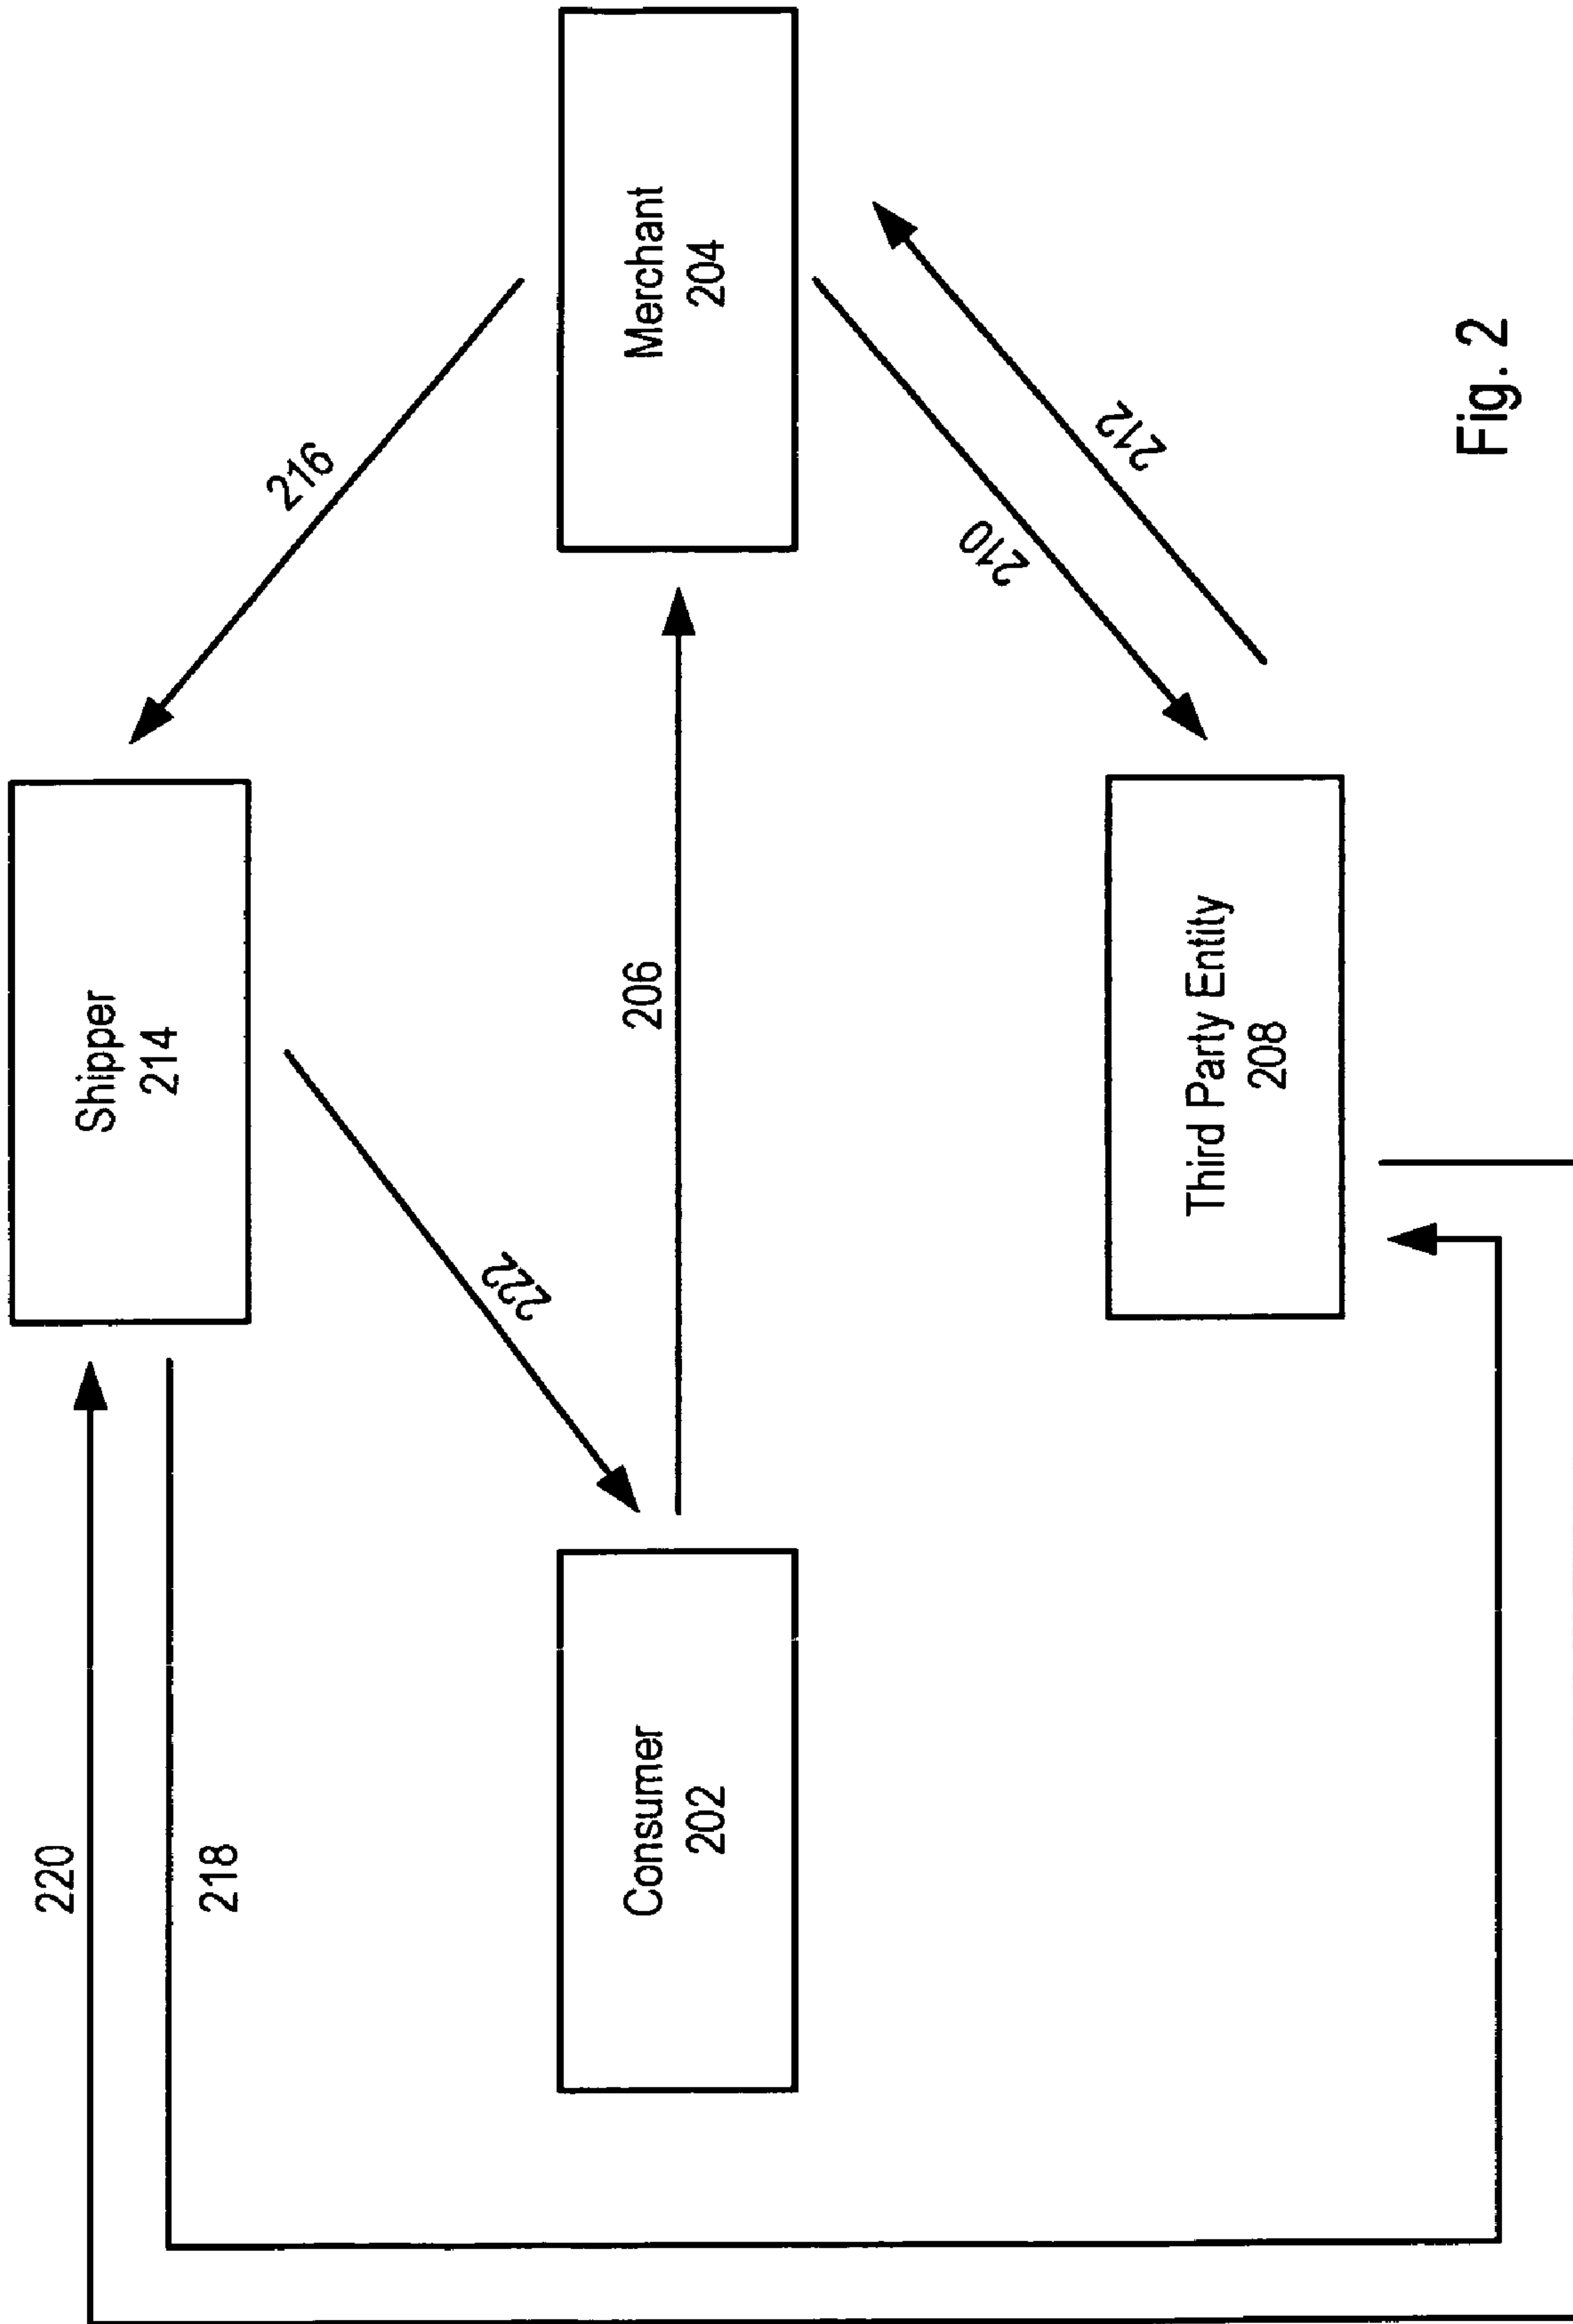 220
218
Shipper
214
216
222
Consumer
202
206
Merchant
204
210
212
Third Party Entity
208
Fig. 2